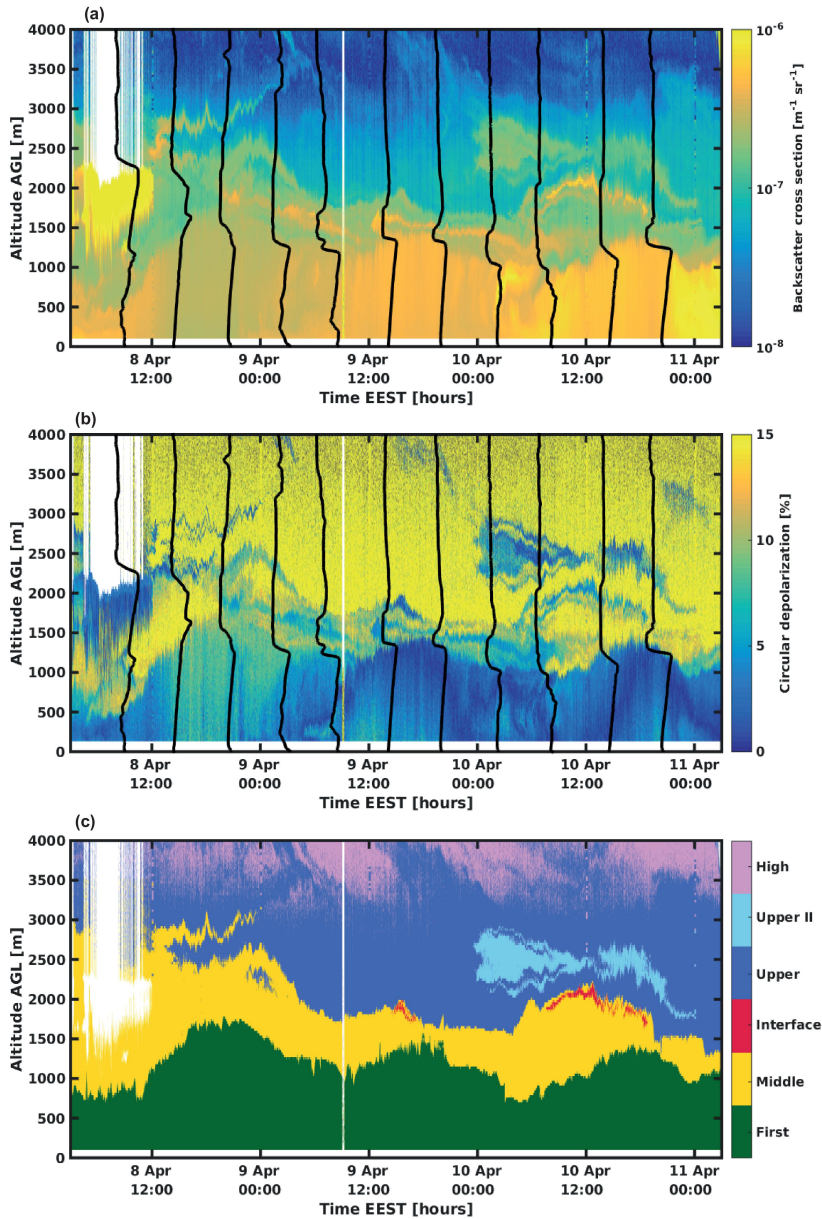 (a)
4000
3500
3000
2500
2000
1500
1000
500
0
Altitude AGL [m]
8 Apr 9 Apr 9 Apr 10 Apr 10 Apr 11 Apr
12:00 00:00 12:00 00:00 12:00 00:00
Time EEST [hours]
10-6
10-7
10-8
Backscatter cross section [m-1 sr-1]
(b)
4000
3500
3000
2500
2000
1500
1000
500
0
Altitude AGL [m]
8 Apr 9 Apr 9 Apr 10 Apr 10 Apr 11 Apr
12:00 00:00 12:00 00:00 12:00 00:00
Time EEST [hours]
15
10
5
0
Circular depolarization [%]
(c)
4000
3500
3000
2500
2000
1500
1000
500
0
Altitude AGL [m]
8 Apr 9 Apr 9 Apr 10 Apr 10 Apr 11 Apr
12:00 00:00 12:00 00:00 12:00 00:00
Time EEST [hours]
High
Upper II
Upper
Interface
Middle
First